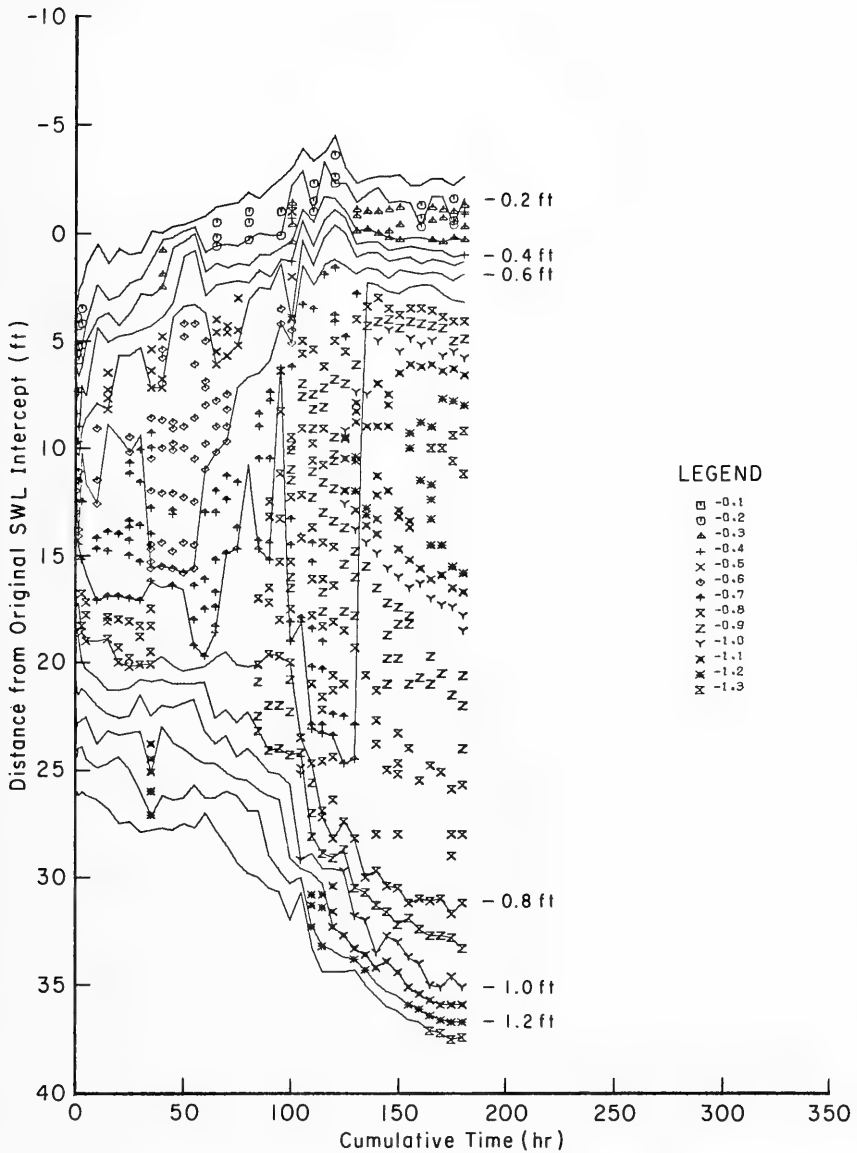 -10
-5
0
5
10
15
20
25
30
35
40
Distance from Original SWL Intercept (ft)
0 50 100 150 200 250 300 350
Cumulative Time (hr)
-0.2 ft
-0.4 ft
-0.6 ft
-0.8 ft
-1.0 ft
-1.2 ft
LEGEND
-0.1
-0.2
-0.3
-0.4
-0.5
-0.6
-0.7
-0.8
-0.9
-1.0
-1.1
-1.2
-1.3